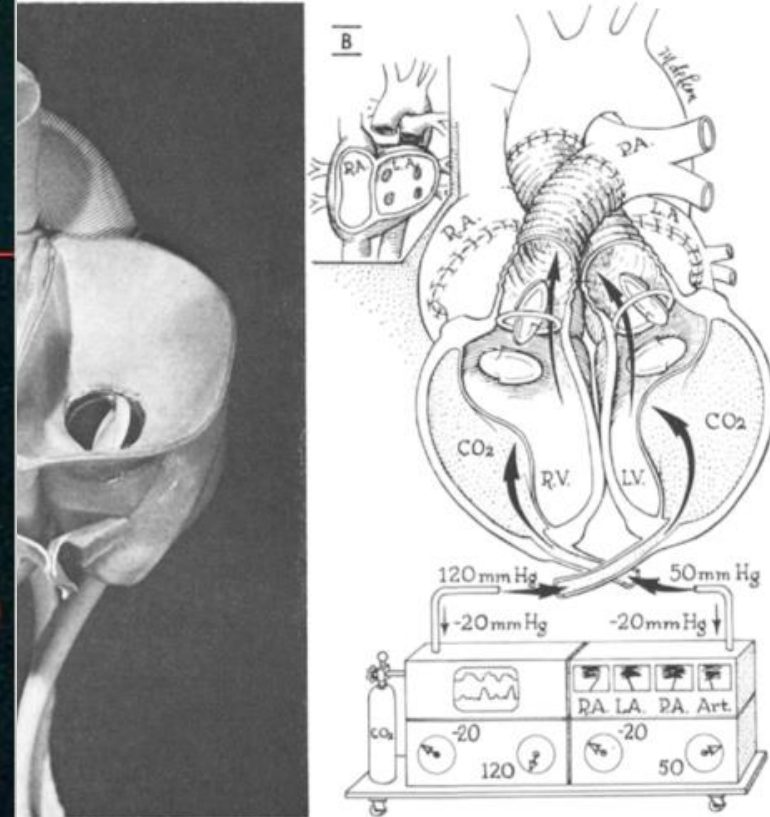 B
R.A. L.A.
P.A.
L.A
R.A.
CO₂
CO₂
R.V. L.V.
120 mm Hg 50 mm Hg
-20 mm Hg -20 mm Hg
R.A. L.A. P.A. Art.
CO₂
-20 -20
120 50